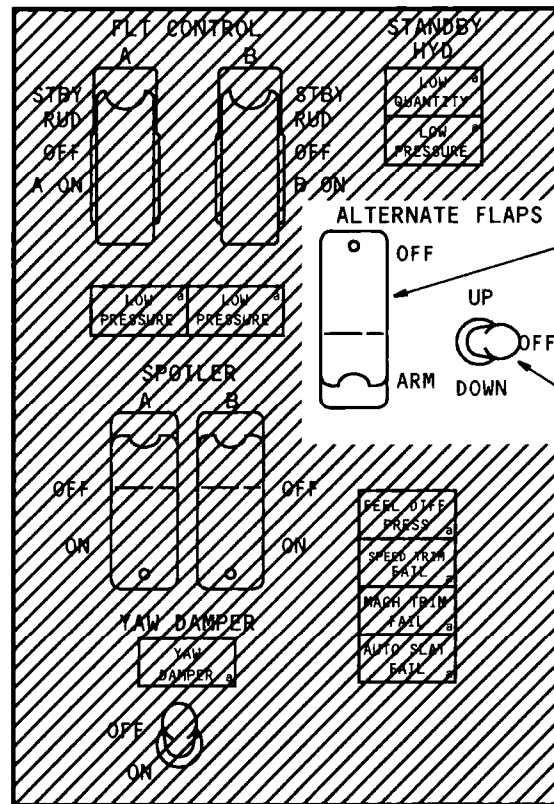 FLT CONTROL
A B
STBY RUD
OFF
A ON
STBY RUD
OFF
B ON
STANDBY HYD
LOW QUANTITY a
LOW PRESSURE a
ALTERNATE FLAPS
OFF
ARM
UP
OFF
DOWN
LOW PRESSURE a
LOW PRESSURE a
SPOILER
A B
OFF OFF
ON ON
FEEL DIFF PRESS a
SPEED TRIM FAIL a
MACH TRIM FAIL a
AUTO SLAT FAIL a
YAW DAMPER
YAW DAMPER a
OFF
ON